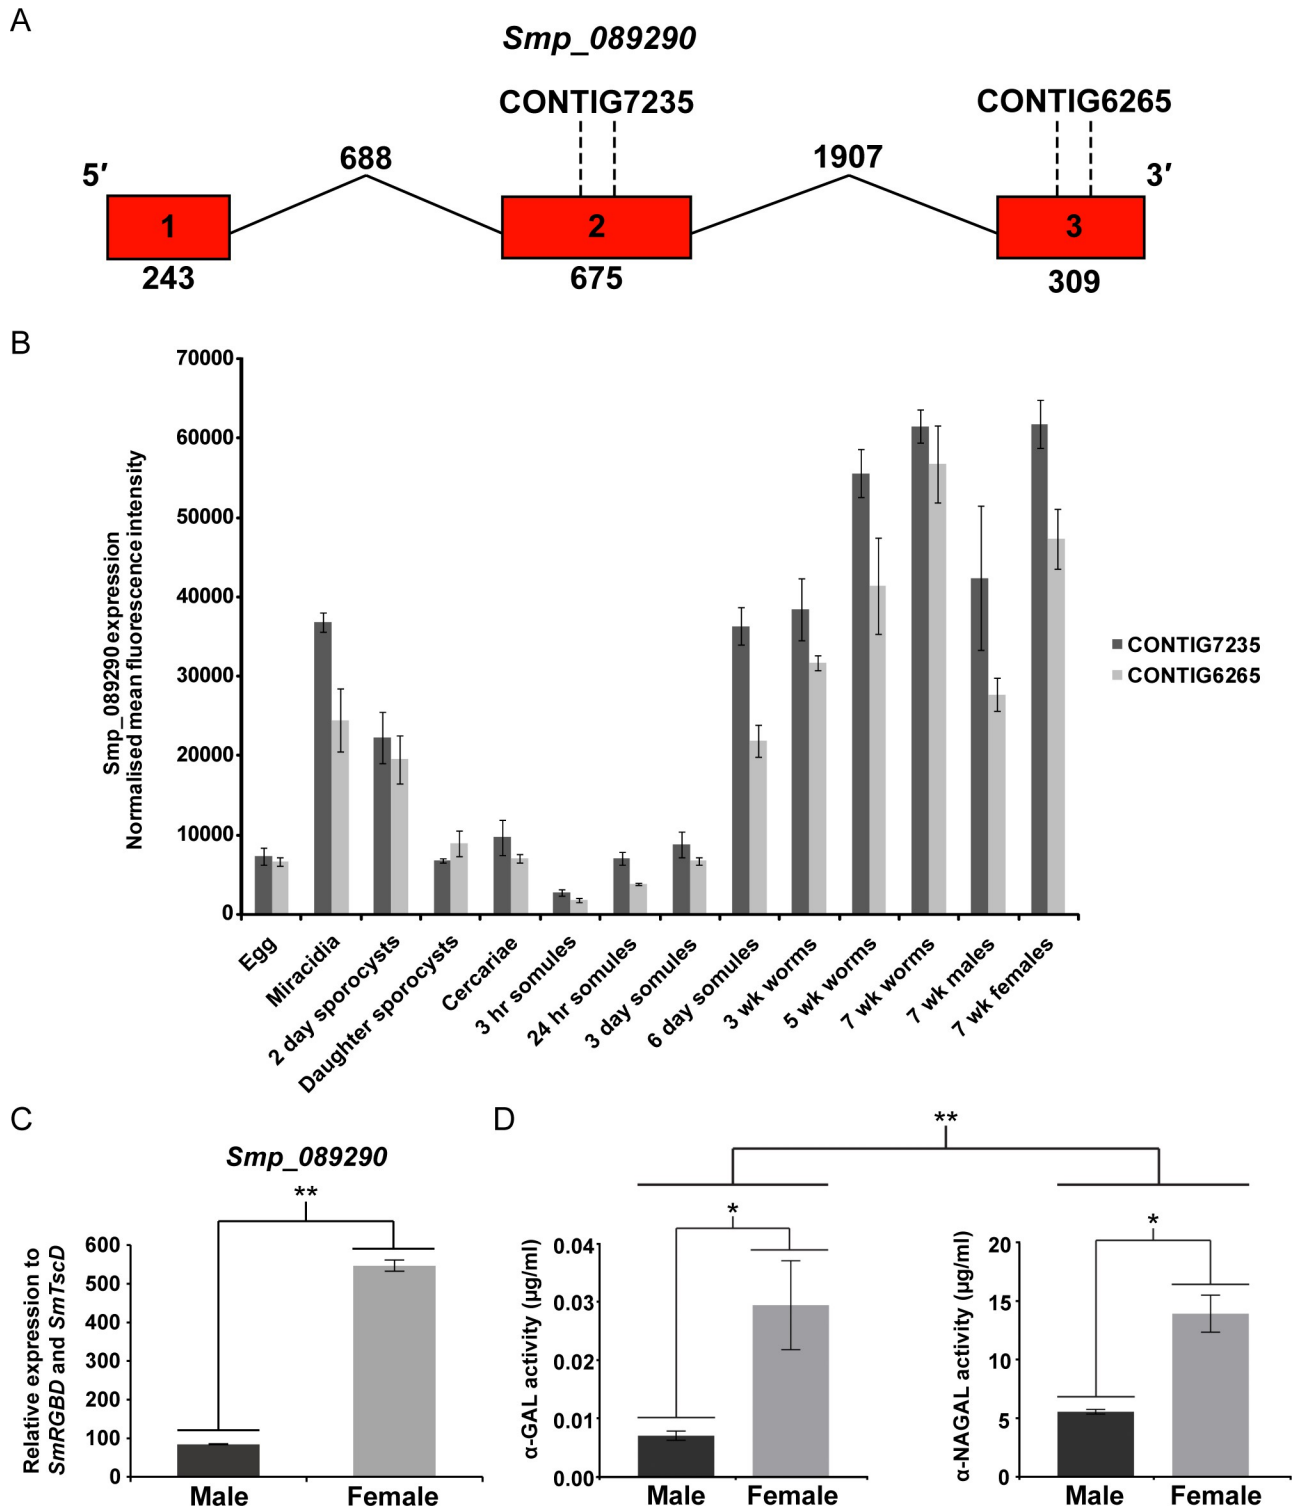 A
Smp_089290
CONTIG7235
CONTIG6265
5′
688
1907
3′
1
2
3
243
675
309
B
Smp_089290 expression
Normalised mean fluorescence intensity
70000
60000
50000
40000
30000
20000
10000
0
Egg
Miracidia
2 day sporocysts
Daughter sporocysts
Cercariae
3 hr somules
24 hr somules
3 day somules
6 day somules
3 wk worms
5 wk worms
7 wk worms
7 wk males
7 wk females
CONTIG7235
CONTIG6265
C
Smp_089290
**
Relative expression to
SmRGBD and SmTscD
600
500
400
300
200
100
0
Male
Female
D
**
*
α-GAL activity (µg/ml)
0.04
0.03
0.02
0.01
0.00
Male
Female
*
α-NAGAL activity (µg/ml)
20
15
10
5
0
Male
Female